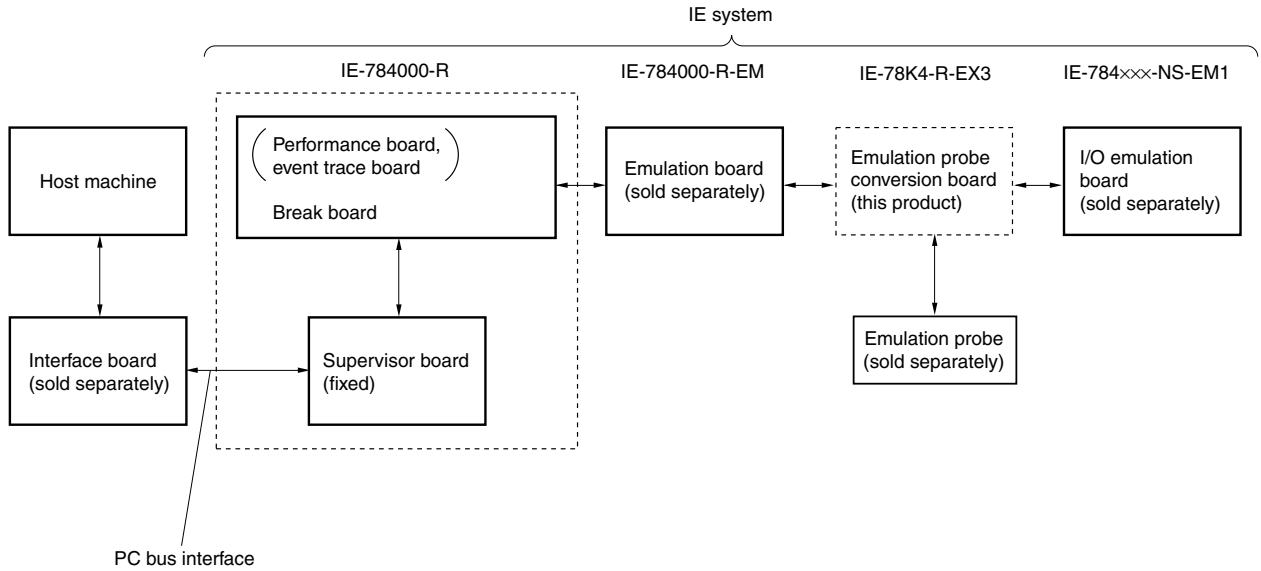 IE system
IE-784000-R
IE-784000-R-EM
IE-78K4-R-EX3
IE-784×××-NS-EM1
Host machine
( Performance board,
event trace board )
Break board
Emulation board
(sold separately)
Emulation probe
conversion board
(this product)
I/O emulation
board
(sold separately)
Interface board
(sold separately)
Supervisor board
(fixed)
Emulation probe
(sold separately)
PC bus interface